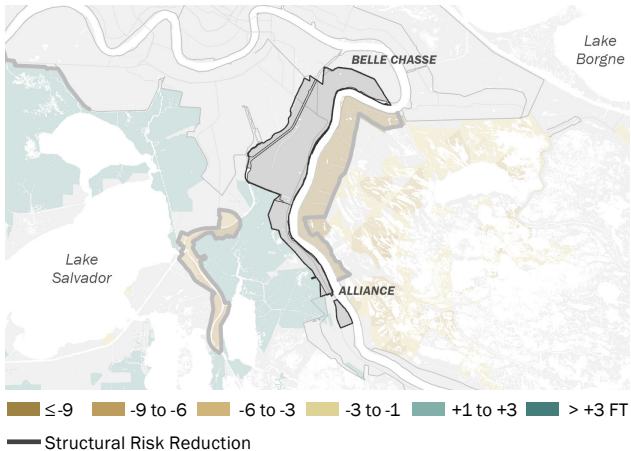 Lake
Borgne
BELLE CHASSE
Lake
Salvador
ALLIANCE
≤ -9
-9 to -6
-6 to -3
-3 to -1
+1 to +3
> +3 FT
Structural Risk Reduction